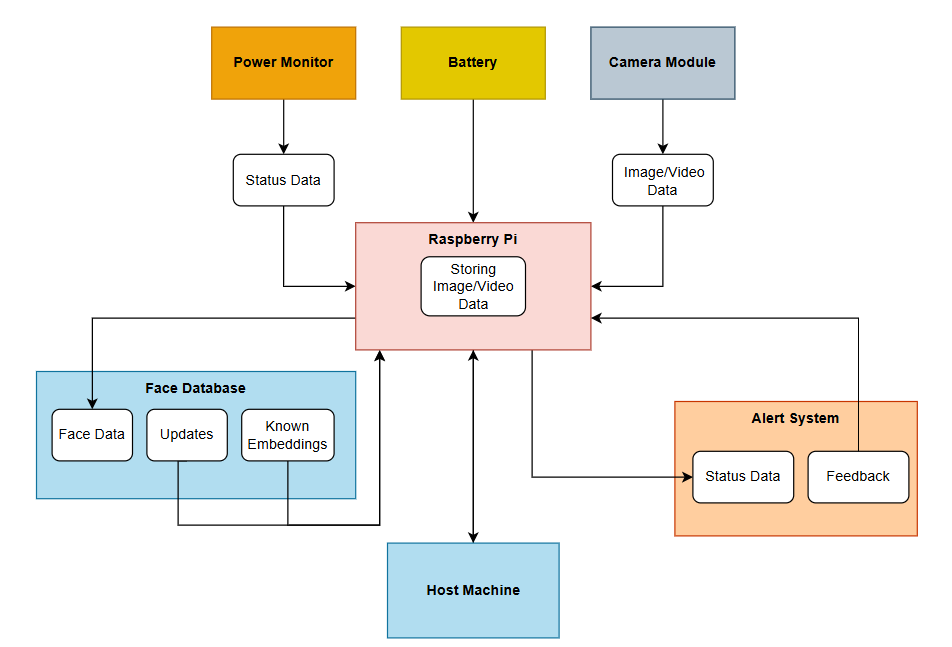 Power Monitor
Battery
Camera Module
Status Data
Image/Video
Data
Raspberry Pi
Storing
Image/Video
Data
Face Database
Face Data
Updates
Known
Embeddings
Alert System
Status Data
Feedback
Host Machine